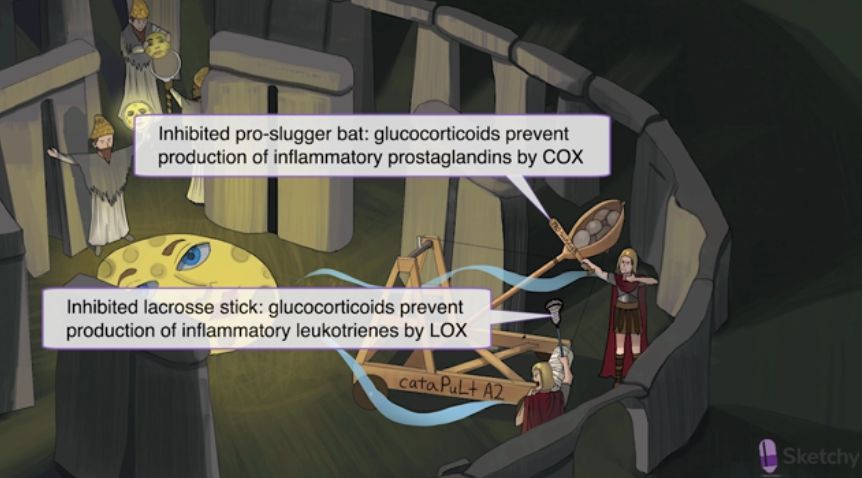 Inhibited pro-slugger bat: glucocorticoids prevent
production of inflammatory prostaglandins by COX
Inhibited lacrosse stick: glucocorticoids prevent
production of inflammatory leukotrienes by LOX
cataPuLt A2
Sketchy